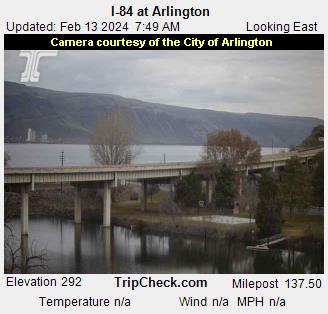 I-84 at Arlington
Updated: Feb 13 2024 7:49 AM Looking East
Camera courtesy of the City of Arlington
Elevation 292 TripCheck.com Milepost 137.50
Temperature n/a Wind n/a MPH n/a